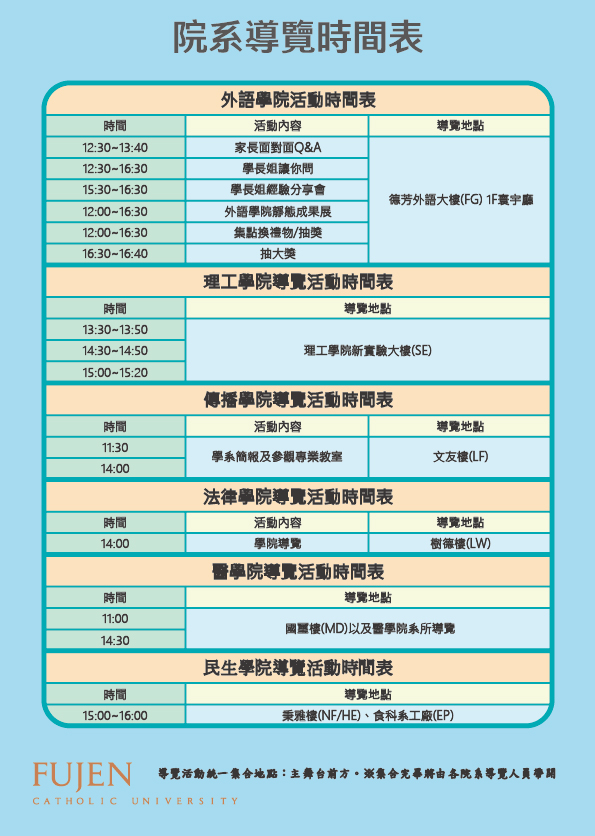 院系導覽時間表
外語學院活動時間表
時間 活動內容 導覽地點
12:30~13:40 家長面對面Q&A
12:30~16:30 學長姐讓你問
15:30~16:30 學長姐經驗分享會
德芳外語大樓(FG) 1F寰宇廳
12:00~16:30 外語學院靜態成果展
12:00~16:30 集點換禮物/抽獎
16:30~16:40 抽大獎
理工學院導覽活動時間表
時間 導覽地點
13:30~13:50
14:30~14:50 理工學院新實驗大樓(SE)
15:00~15:20
傳播學院導覽活動時間表
時間 活動內容 導覽地點
11:30
學系簡報及參觀專業教室 文友樓(LF)
14:00
法律學院導覽活動時間表
時間 活動內容 導覽地點
14:00 學院導覽 樹德樓(LW)
醫學院導覽活動時間表
時間 導覽地點
11:00
國璽樓(MD)以及醫學院系所導覽
14:30
民生學院導覽活動時間表
時間 導覽地點
15:00~16:00 秉雅樓(NF/HE)、食科系工廠(EP)
FUJEN
CATHOLIC UNIVERSITY
導覽活動統一集合地點：主舞台前方。※集合完畢將由各院系導覽人員帶開